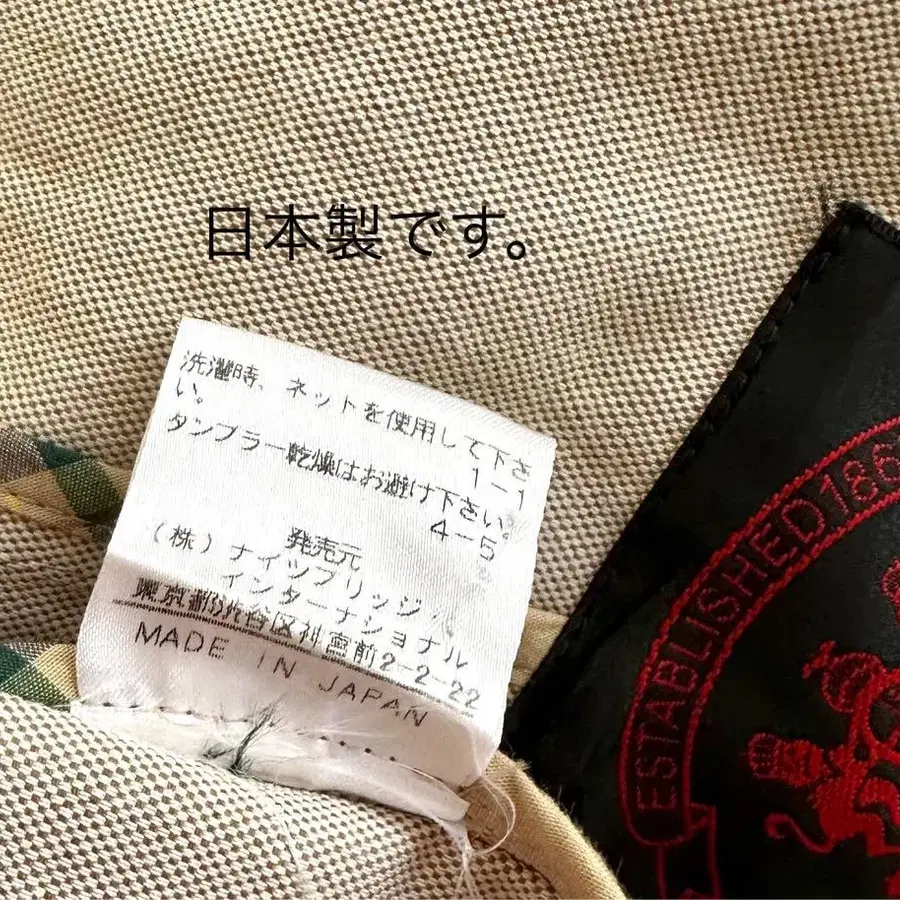 日本製です。
洗濯時、ネットを使用して下さ
い。
1-1
タンブラー乾燥はお避け下さい。
4-5
発売元
(株)ナイツブリッジ,
インターナショナル
東京都渋谷区神宮前2-2-22
MADE IN JAPAN
ESTABLISHED 186